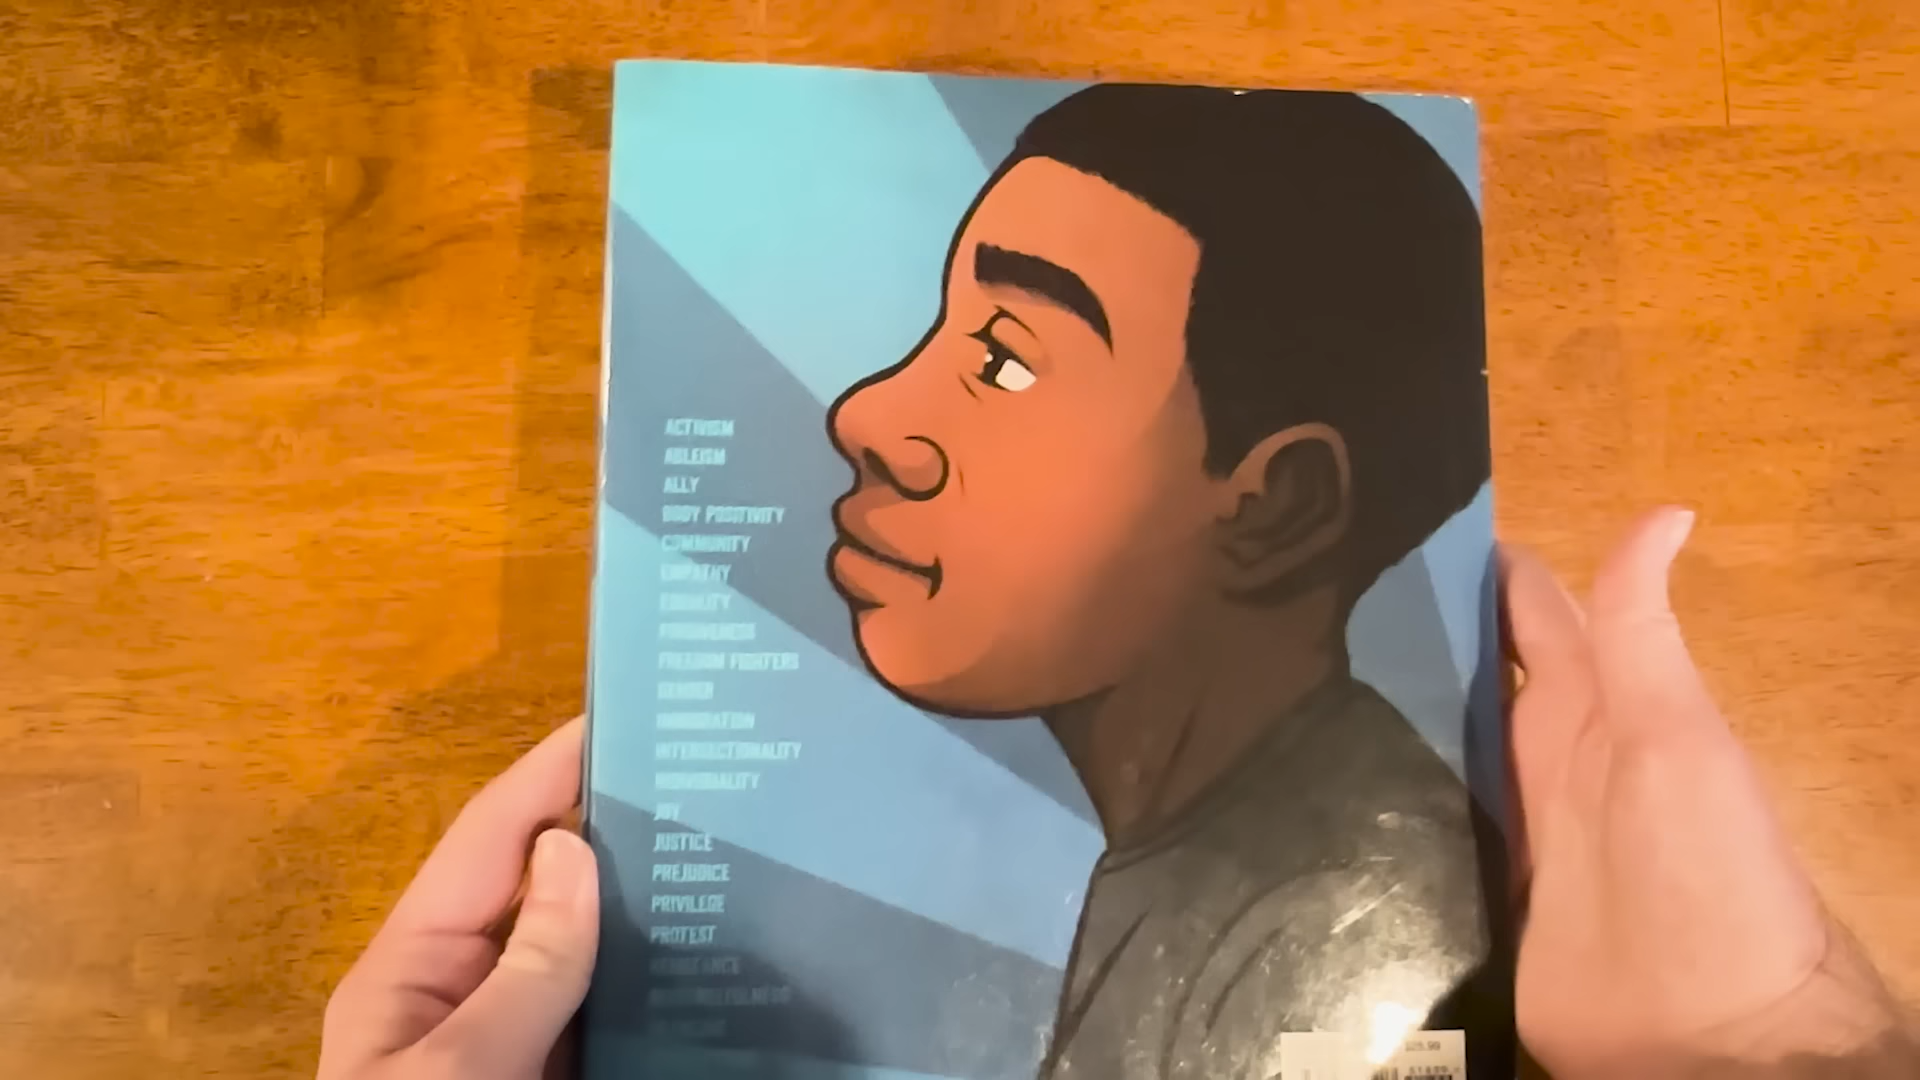 ACTIVISM
ABLEISM
ALLY
BODY POSITIVITY
COMMUNITY
EMPATHY
EQUALITY
FORGIVENESS
FREEDOM FIGHTERS
GENDER
IMMIGRATION
INTERSECTIONALITY
INDIVIDUALITY
JOY
JUSTICE
PREJUDICE
PRIVILEGE
PROTEST
RESISTANCE